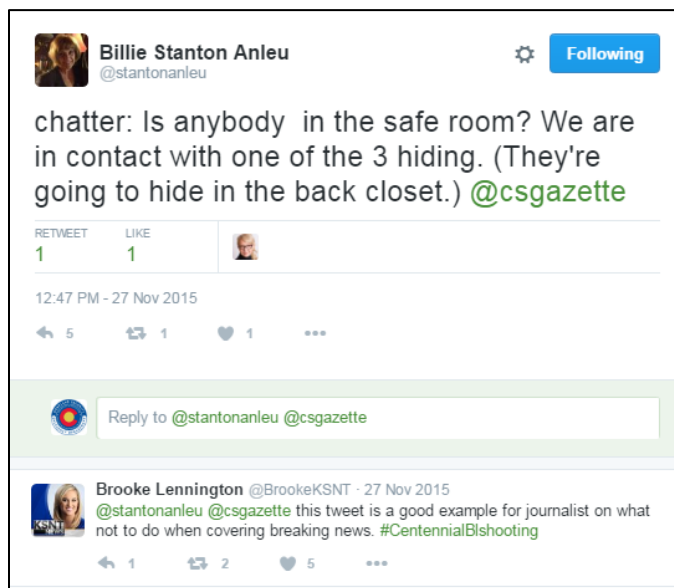 Billie Stanton Anleu
@stantonanleu
Following
chatter: Is anybody in the safe room? We are
in contact with one of the 3 hiding. (They're
going to hide in the back closet.) @csgazette
RETWEET LIKE
1 1
12:47 PM - 27 Nov 2015
5 1 1
Reply to @stantonanleu @csgazette
Brooke Lennington @BrookeKSNT · 27 Nov 2015
@stantonanleu @csgazette this tweet is a good example for journalist on what
not to do when covering breaking news. #CentennialBlshooting
KSNT
1 2 5